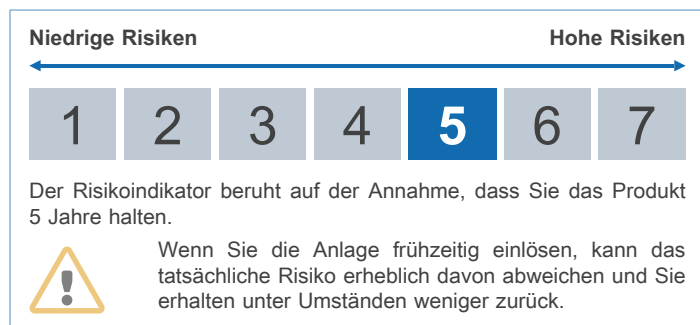 Niedrige Risiken Hohe Risiken
1 2 3 4 5 6 7
Der Risikoindikator beruht auf der Annahme, dass Sie das Produkt
5 Jahre halten.
Wenn Sie die Anlage frühzeitig einlösen, kann das
tatsächliche Risiko erheblich davon abweichen und Sie
erhalten unter Umständen weniger zurück.